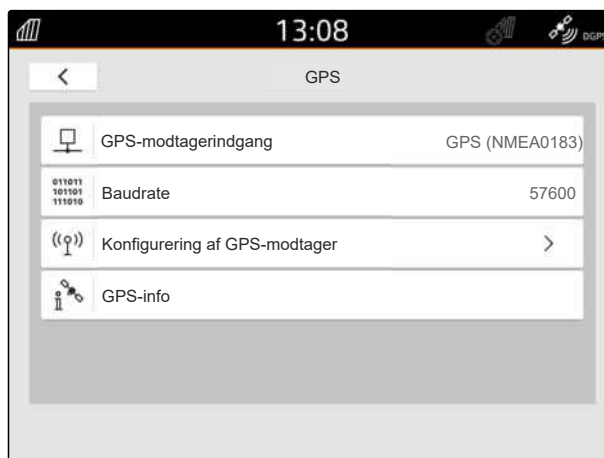 13:08
DGPS
GPS
GPS-modtagerindgang GPS (NMEA0183)
011011
101101
111010
Baudrate 57600
Konfigurering af GPS-modtager
GPS-info